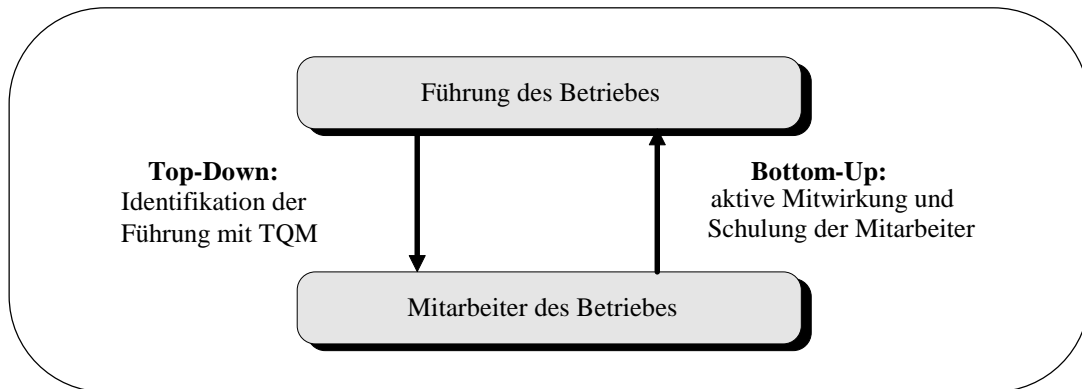 Führung des Betriebes
Top-Down:
Identifikation der
Führung mit TQM
Bottom-Up:
aktive Mitwirkung und
Schulung der Mitarbeiter
Mitarbeiter des Betriebes